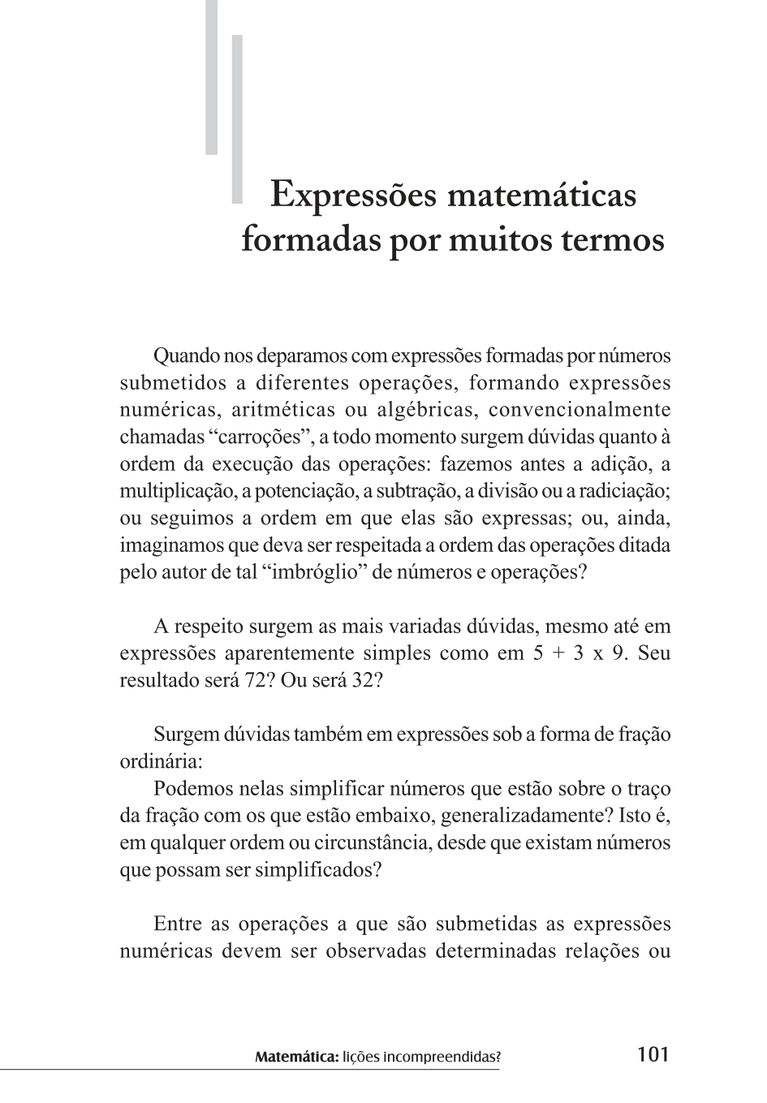 Expressões matemáticas
formadas por muitos termos
Quando nos deparamos com expressões formadas por números
submetidos a diferentes operações, formando expressões
numéricas, aritméticas ou algébricas, convencionalmente
chamadas “carroções”, a todo momento surgem dúvidas quanto à
ordem da execução das operações: fazemos antes a adição, a
multiplicação, a potenciação, a subtração, a divisão ou a radiciação;
ou seguimos a ordem em que elas são expressas; ou, ainda,
imaginamos que deva ser respeitada a ordem das operações ditada
pelo autor de tal “imbróglio” de números e operações?
A respeito surgem as mais variadas dúvidas, mesmo até em
expressões aparentemente simples como em 5 + 3 x 9. Seu
resultado será 72? Ou será 32?
Surgem dúvidas também em expressões sob a forma de fração
ordinária:
Podemos nelas simplificar números que estão sobre o traço
da fração com os que estão embaixo, generalizadamente? Isto é,
em qualquer ordem ou circunstância, desde que existam números
que possam ser simplificados?
Entre as operações a que são submetidas as expressões
numéricas devem ser observadas determinadas relações ou
Matemática: lições incompreendidas? 101